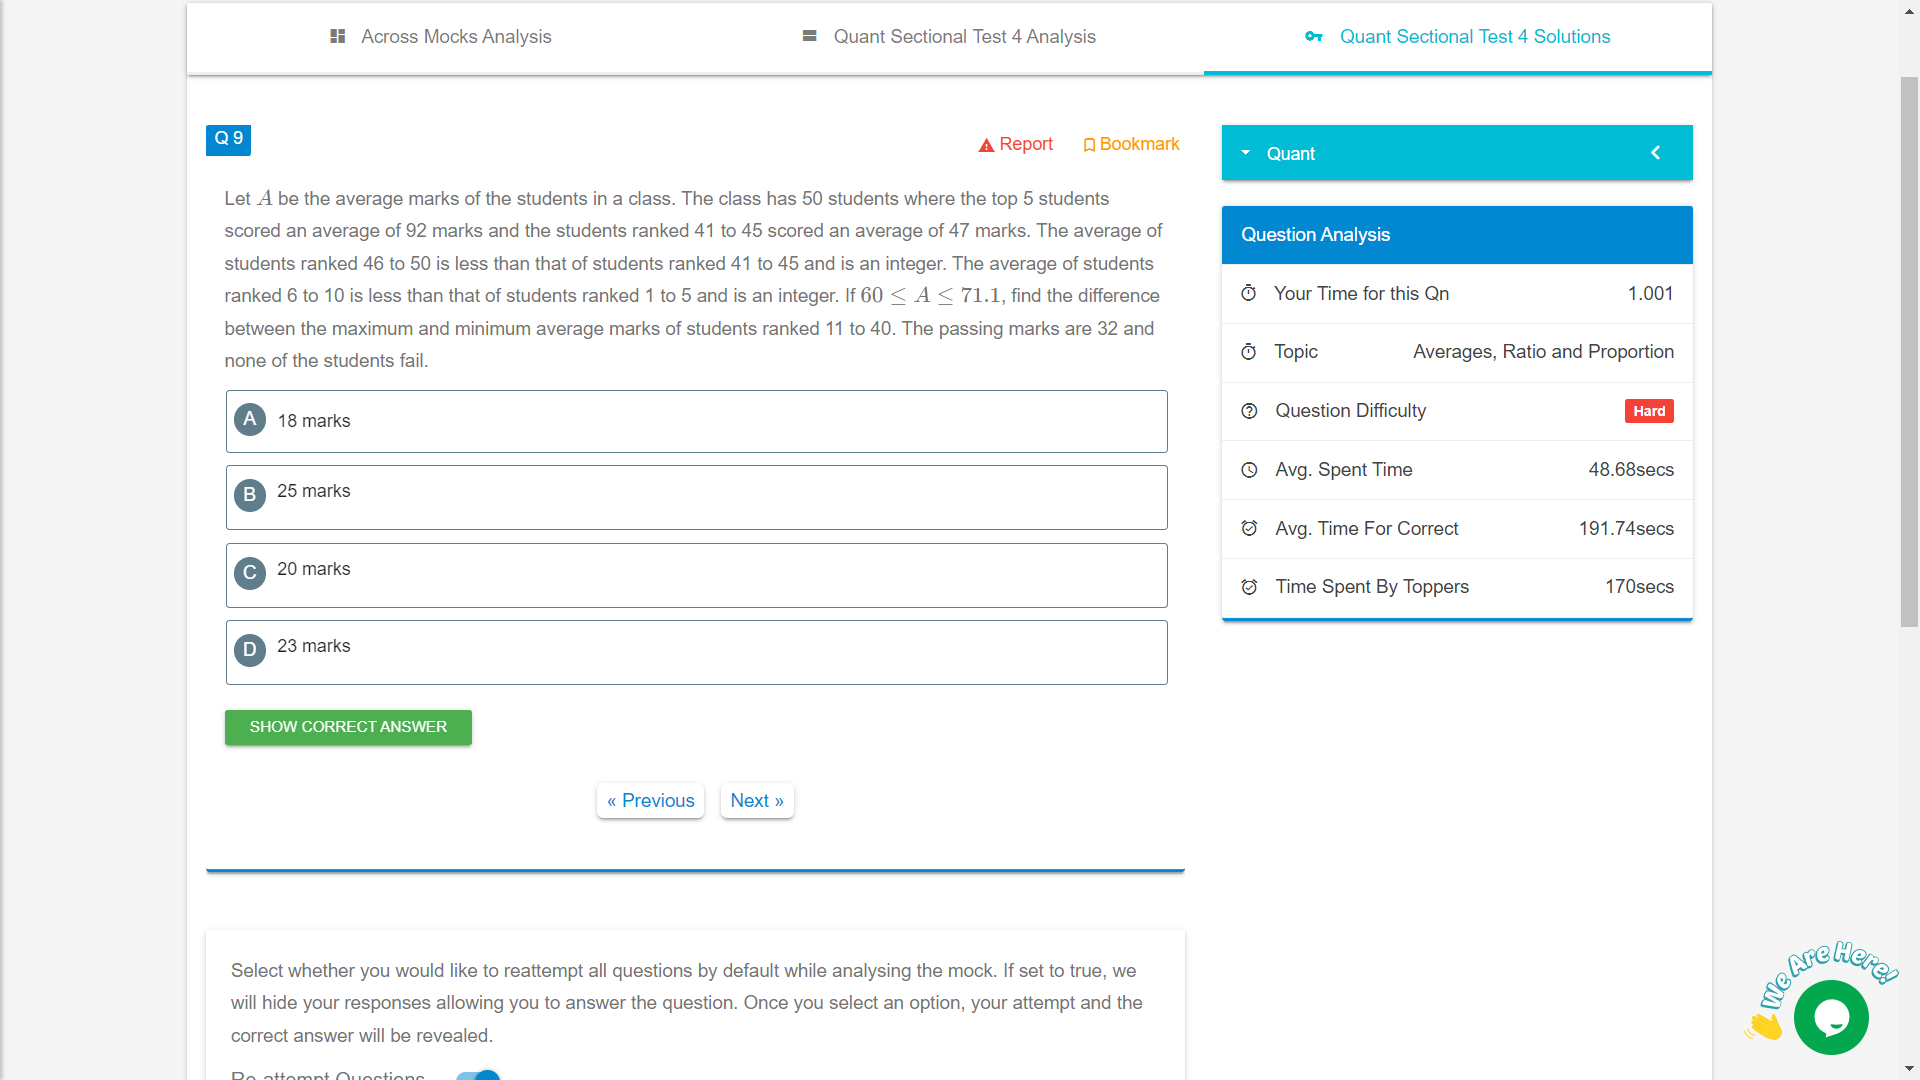 Across Mocks Analysis
Quant Sectional Test 4 Analysis
Quant Sectional Test 4 Solutions
Q 9
Report
Bookmark
Let A be the average marks of the students in a class. The class has 50 students where the top 5 students
scored an average of 92 marks and the students ranked 41 to 45 scored an average of 47 marks. The average of
students ranked 46 to 50 is less than that of students ranked 41 to 45 and is an integer. The average of students
ranked 6 to 10 is less than that of students ranked 1 to 5 and is an integer. If 60 ≤ A ≤ 71.1, find the difference
between the maximum and minimum average marks of students ranked 11 to 40. The passing marks are 32 and
none of the students fail.
A 18 marks
B 25 marks
C 20 marks
D 23 marks
SHOW CORRECT ANSWER
« Previous
Next »
Quant
Question Analysis
Your Time for this Qn 1.001
Topic Averages, Ratio and Proportion
Question Difficulty Hard
Avg. Spent Time 48.68secs
Avg. Time For Correct 191.74secs
Time Spent By Toppers 170secs
Select whether you would like to reattempt all questions by default while analysing the mock. If set to true, we
will hide your responses allowing you to answer the question. Once you select an option, your attempt and the
correct answer will be revealed.
Re-attempt Questions
We Are Here!